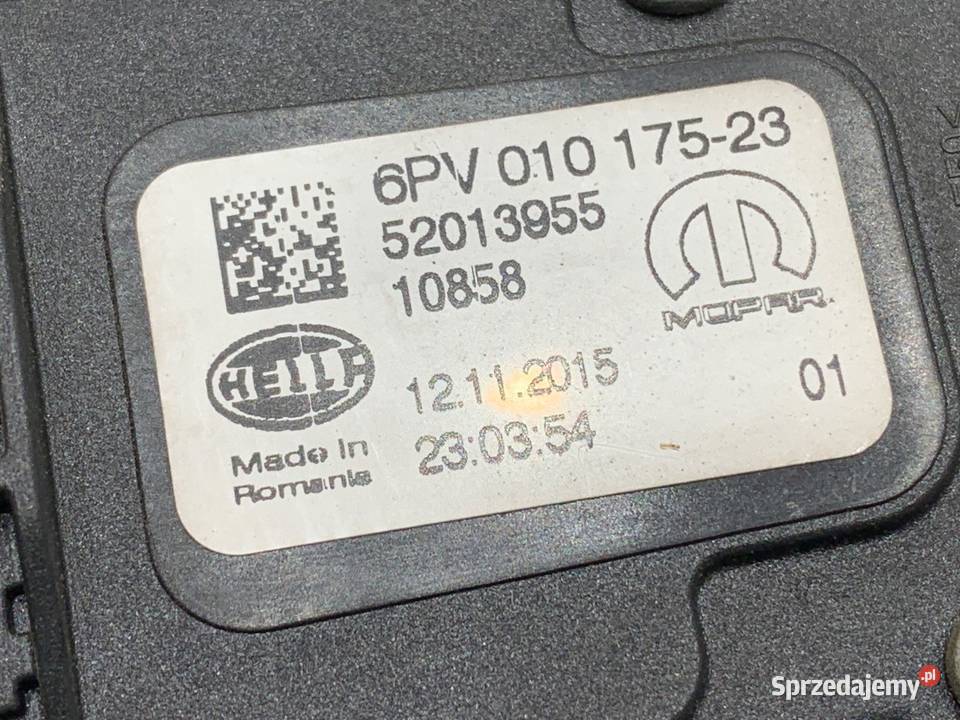 6PV 010 175-23
52013955
10858
MOPAR
HELLA
12.11.2015
01
23:03:54
Made In
Romania
Sprzedajemy.pl